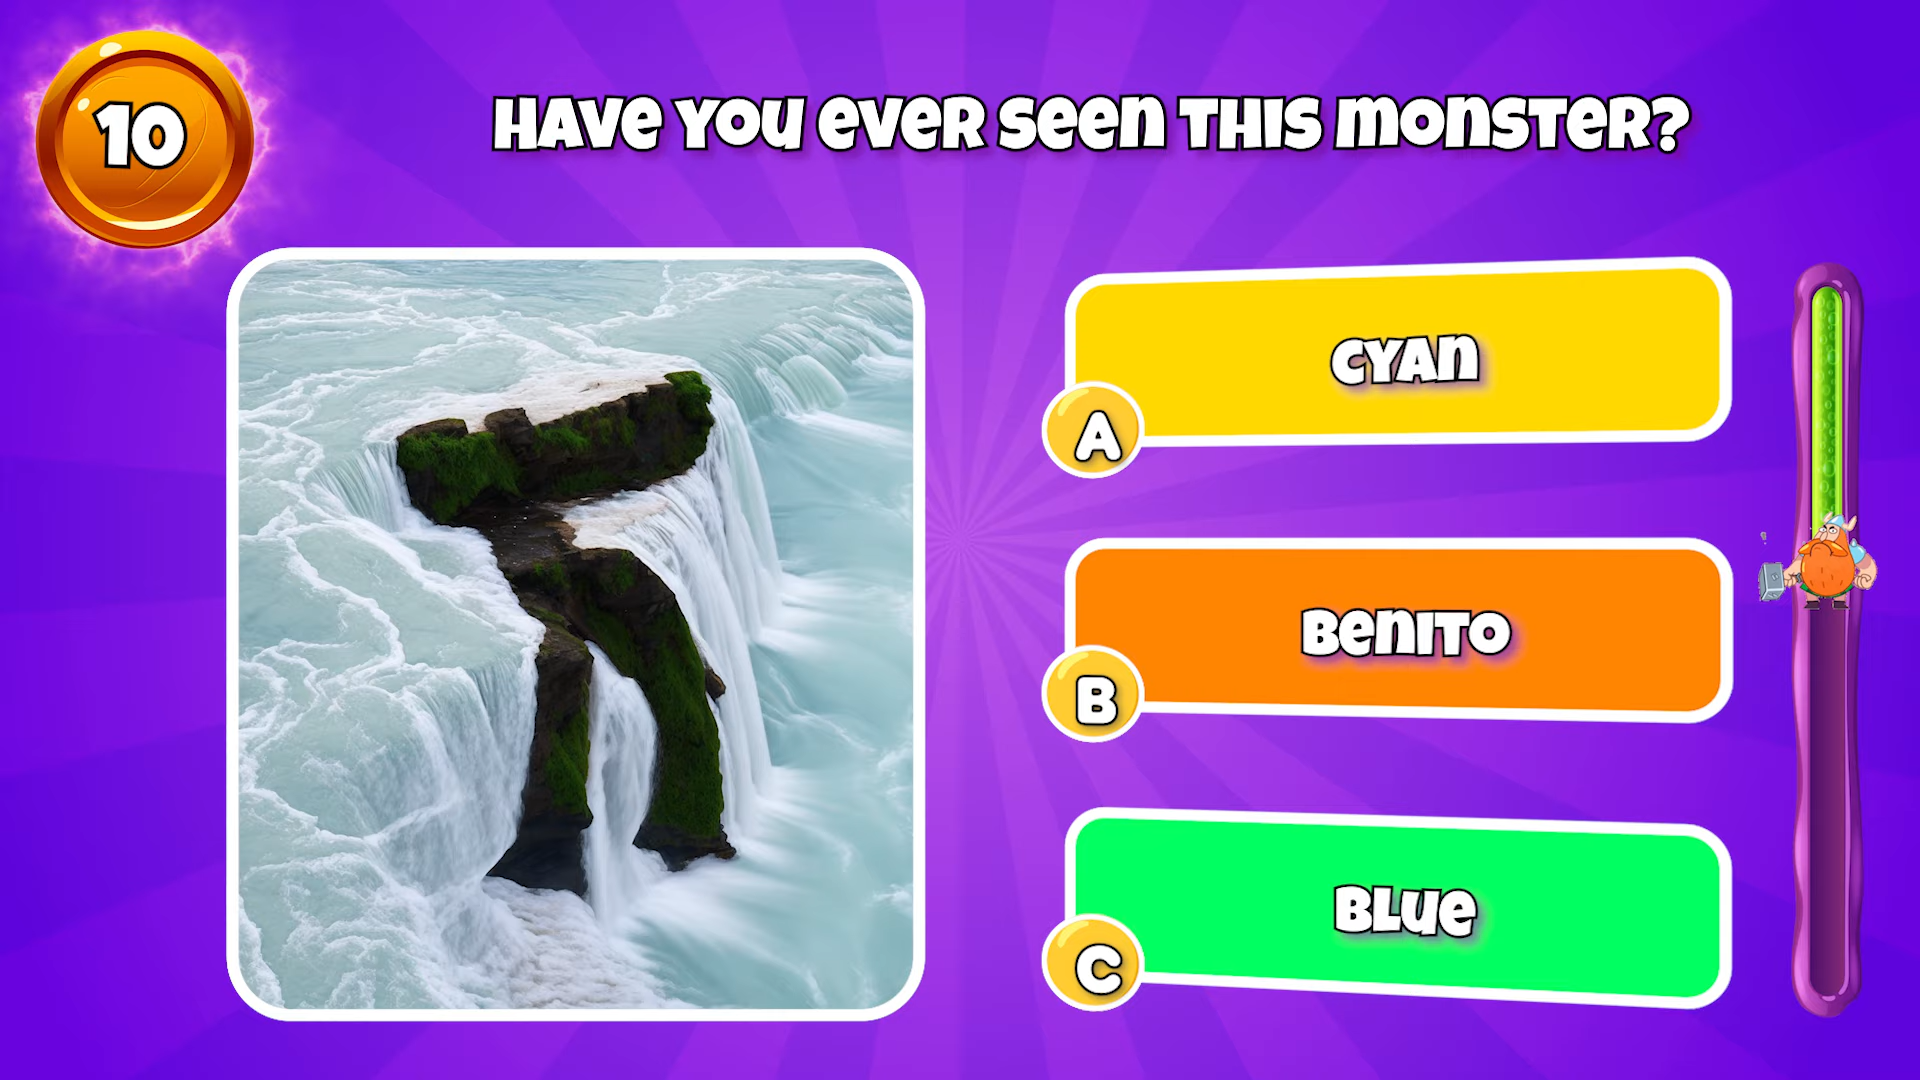 10
HAVE YOU EVER SEEN THIS MONSTER?
CYAN
A
BENITO
B
BLUE
C